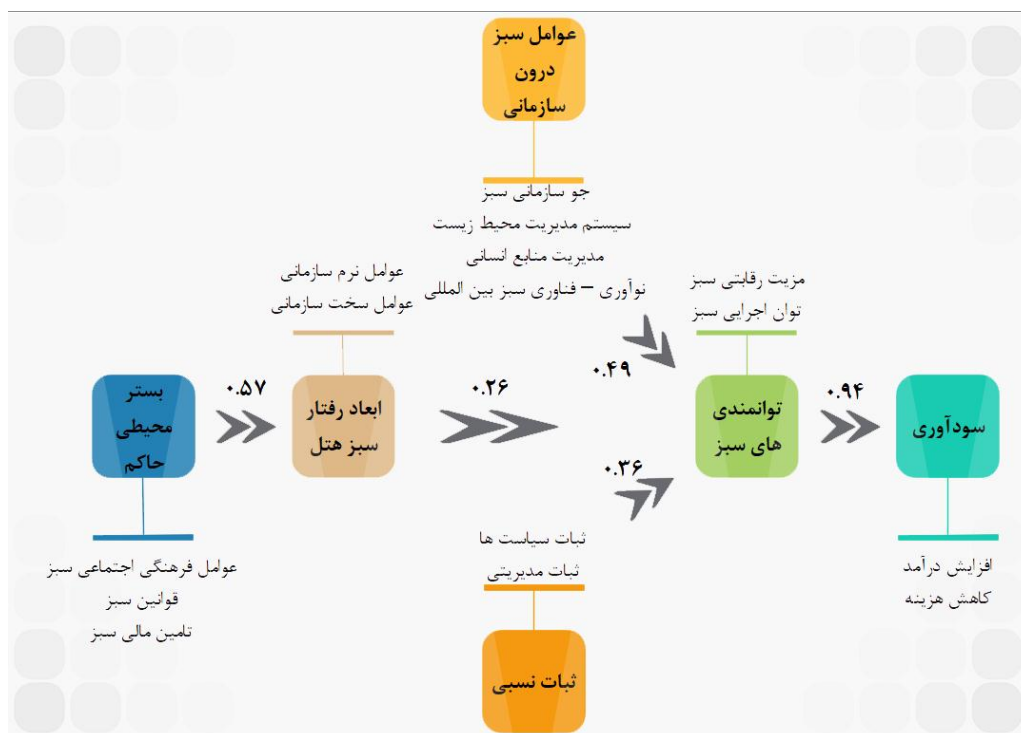 عوامل سبز
درون
سازمانی
جو سازمانی سبز
سیستم مدیریت محیط زیست
مدیریت منابع انسانی
نوآوری – فناوری سبز بین المللی
عوامل نرم سازمانی
عوامل سخت سازمانی
مزیت رقابتی سبز
توان اجرایی سبز
بستر
محیطی
حاکم
۰.۵۷
ابعاد رفتار
سبز هتل
۰.۲۶
۰.۴۹
۰.۳۶
توانمندی
های سبز
۰.۹۴
سودآوری
عوامل فرهنگی اجتماعی سبز
قوانین سبز
تامین مالی سبز
ثبات سیاست ها
ثبات مدیریتی
ثبات نسبی
افزایش درآمد
کاهش هزینه